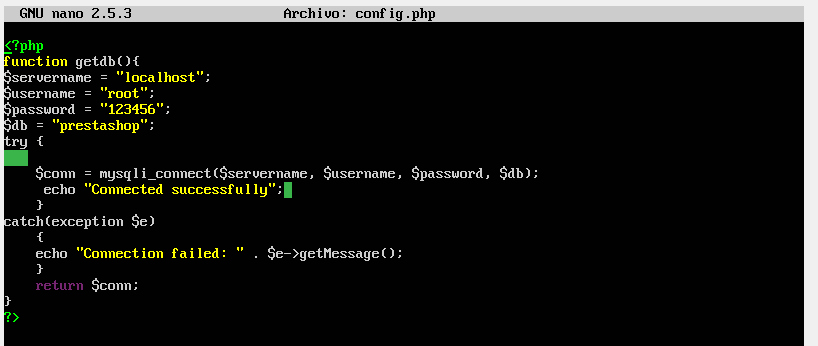 GNU nano 2.5.3 Archivo: config.php
<?php
function getdb(){
$servername = "localhost";
$username = "root";
$password = "123456";
$db = "prestashop";
try {
$conn = mysqli_connect($servername, $username, $password, $db);
echo "Connected successfully";
}
catch(exception $e)
{
echo "Connection failed: " . $e->getMessage();
}
return $conn;
}
?>